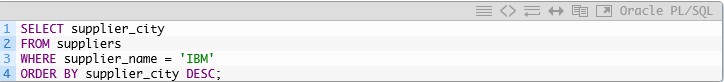 Oracle PL/SQL
1 SELECT supplier_city
2 FROM suppliers
3 WHERE supplier_name = 'IBM'
4 ORDER BY supplier_city DESC;